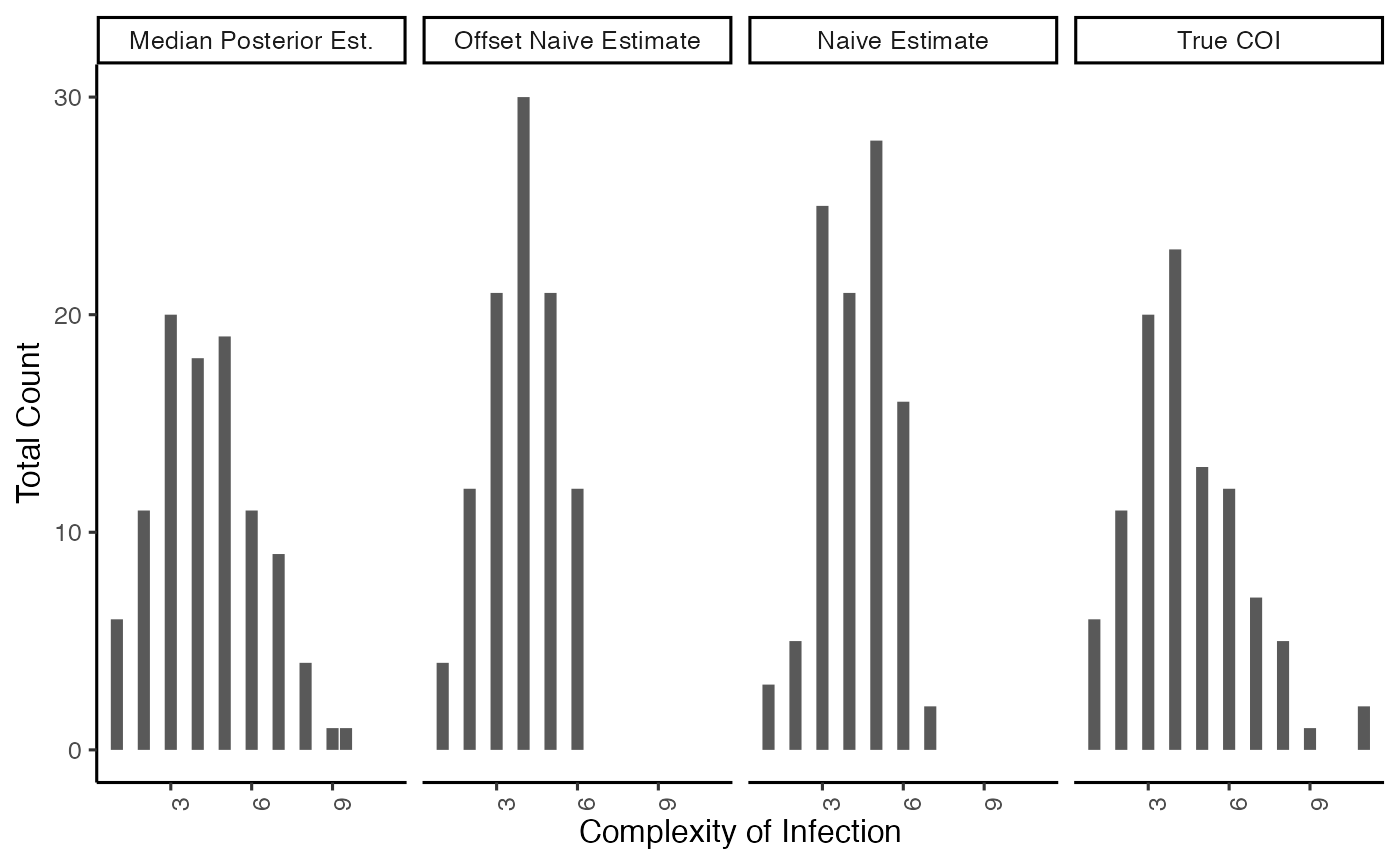 Median Posterior Est.
Offset Naive Estimate
Naive Estimate
True COI
Total Count
30
20
10
0
3
6
9
3
6
9
3
6
9
3
6
9
Complexity of Infection